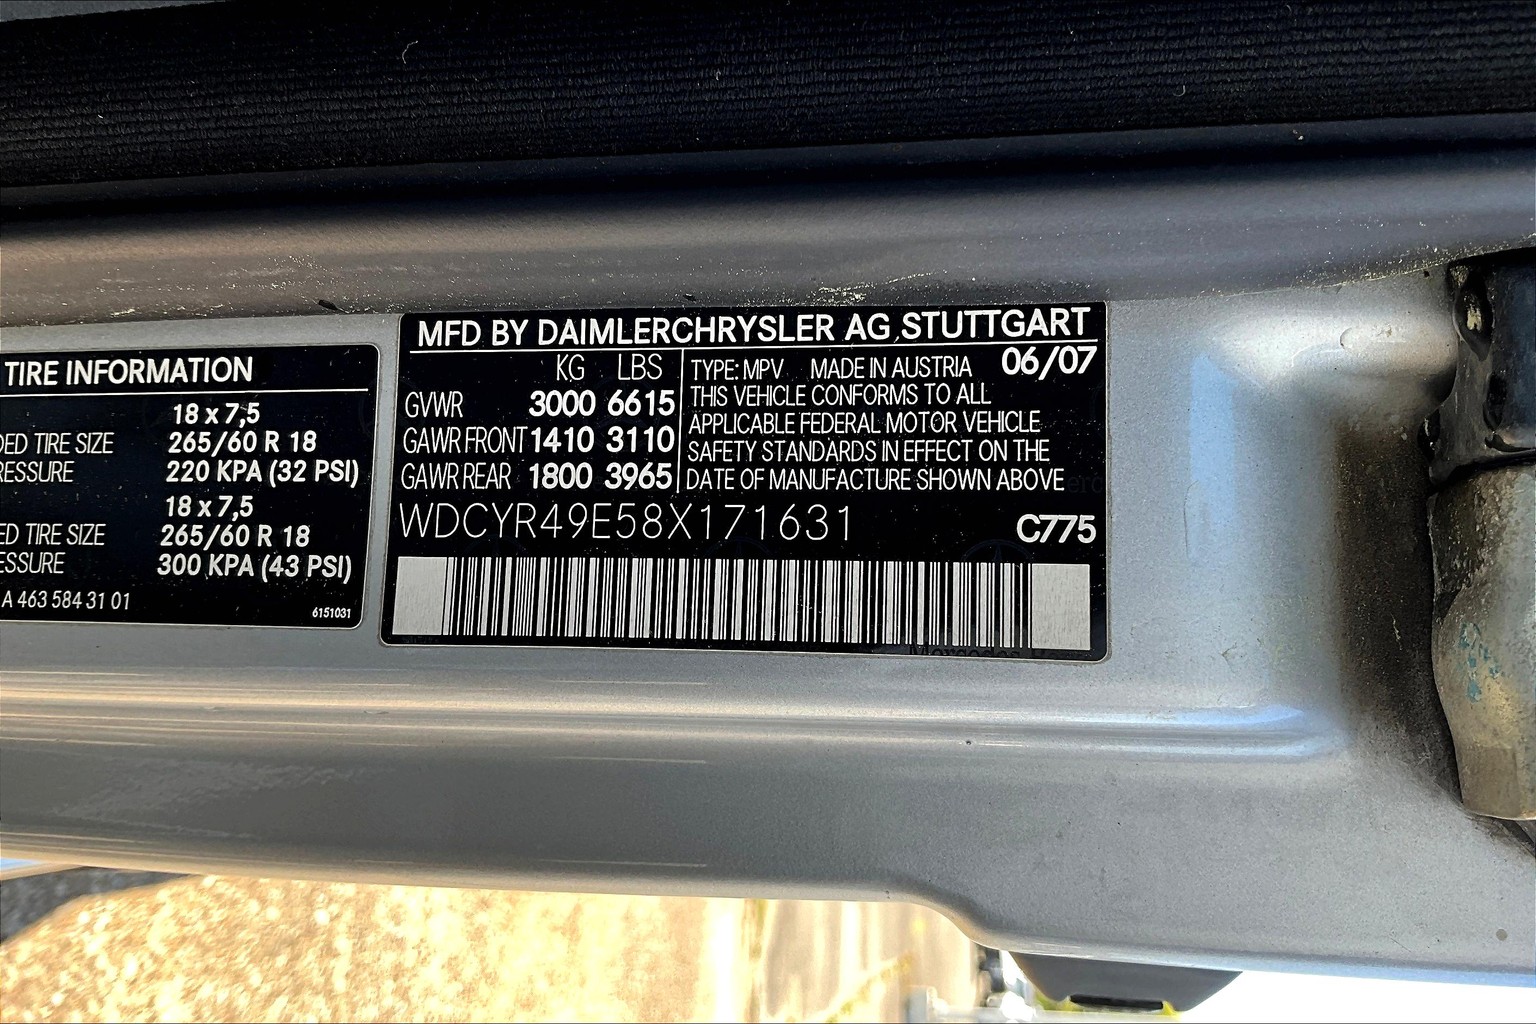 TIRE INFORMATION
18 x 7,5
DED TIRE SIZE 265/60 R 18
RESSURE 220 KPA (32 PSI)
18 x 7,5
ED TIRE SIZE 265/60 R 18
ESSURE 300 KPA (43 PSI)
A 463 584 31 01 6151031
MFD BY DAIMLERCHRYSLER AG, STUTTGART
KG LBS
GVWR 3000 6615
GAWR FRONT 1410 3110
GAWR REAR 1800 3965
TYPE: MPV MADE IN AUSTRIA 06/07
THIS VEHICLE CONFORMS TO ALL
APPLICABLE FEDERAL MOTOR VEHICLE
SAFETY STANDARDS IN EFFECT ON THE
DATE OF MANUFACTURE SHOWN ABOVE
WDCYR49E58X171631 C775